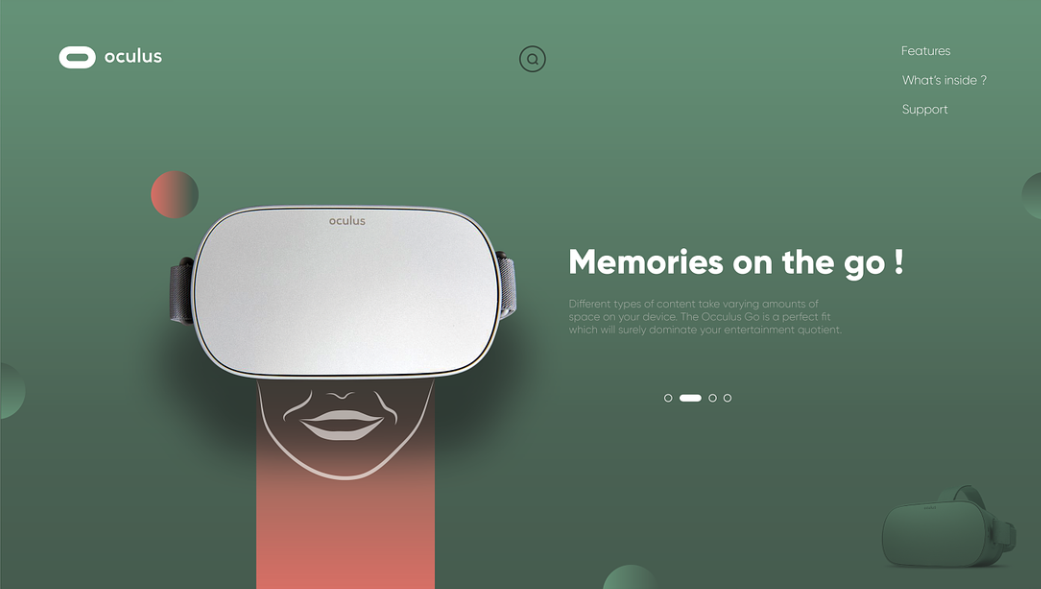 oculus
Features
What's inside ?
Support
oculus
Memories on the go !
Different types of content take varying amounts of
space on your device. The Occulus Go is a perfect fit
which will surely dominate your entertainment quotient.